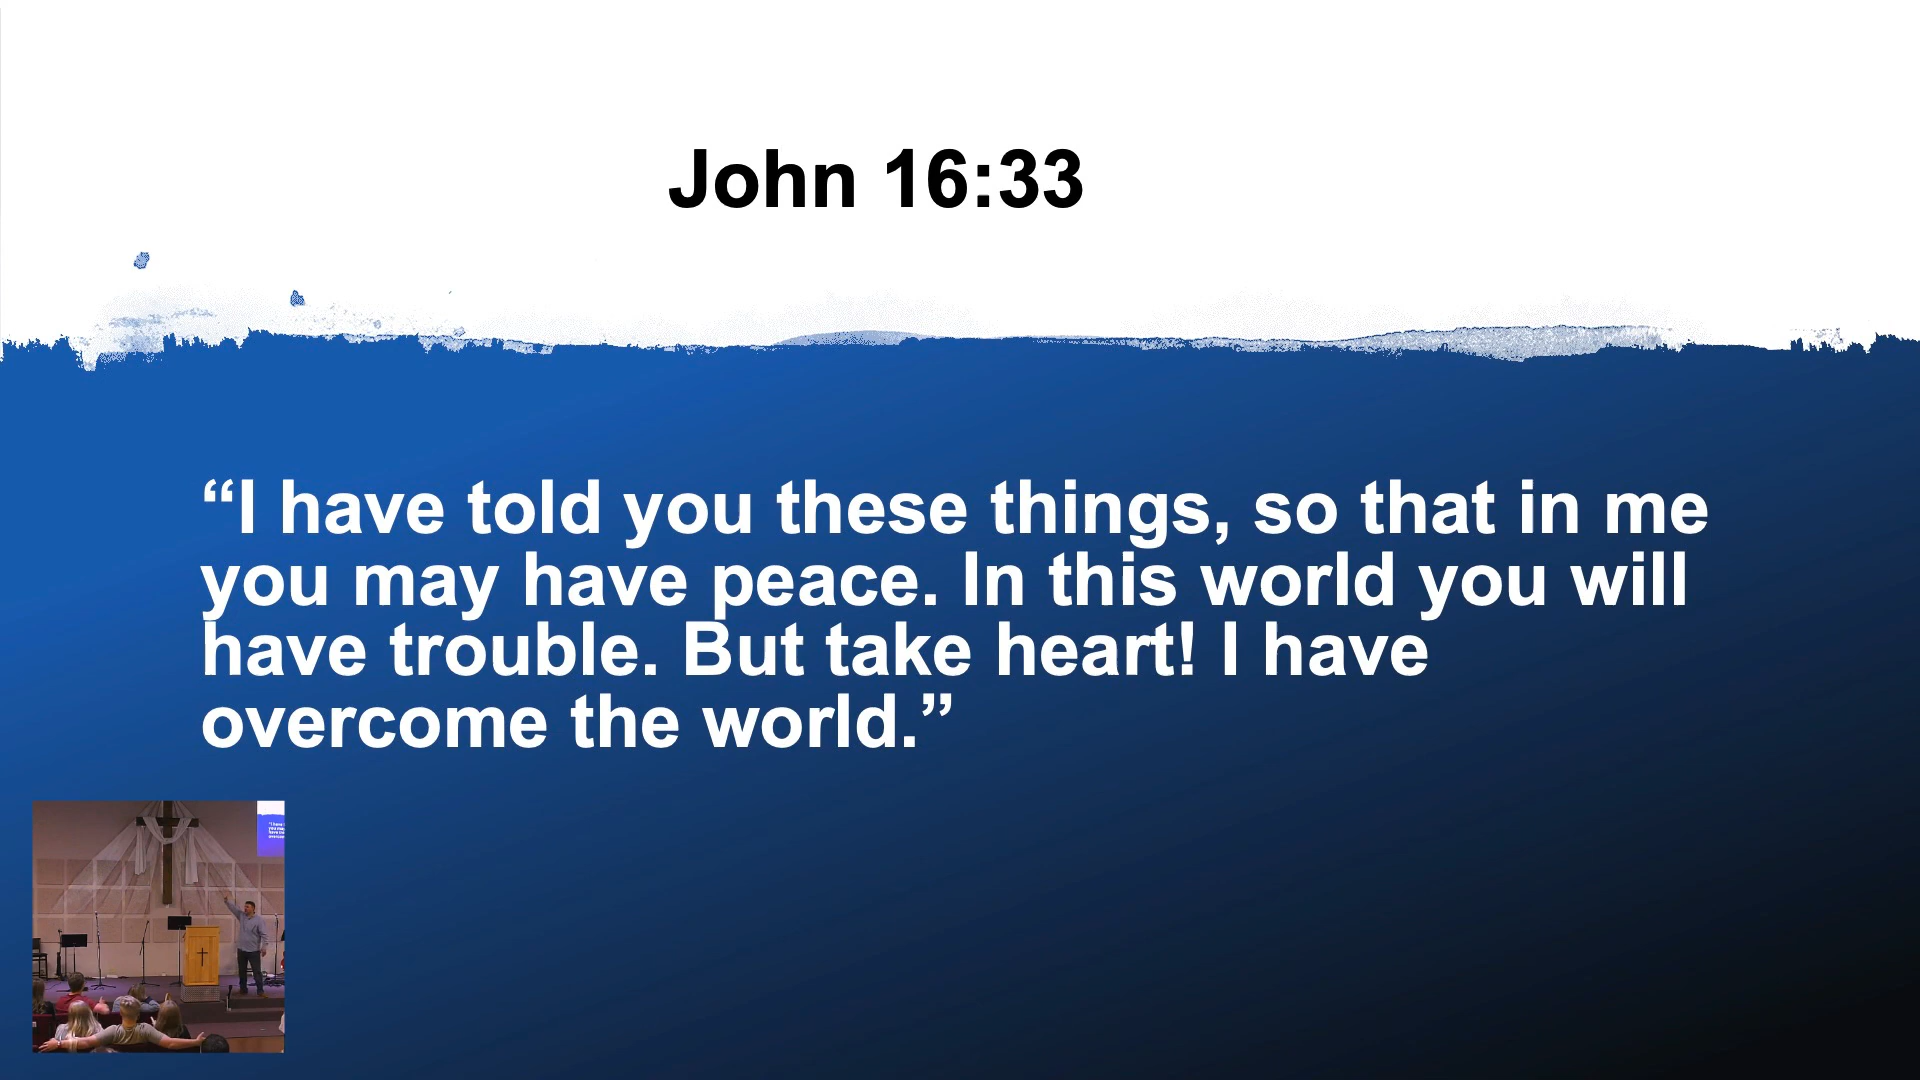 John 16:33
“I have told you these things, so that in me
you may have peace. In this world you will
have trouble. But take heart! I have
overcome the world.”